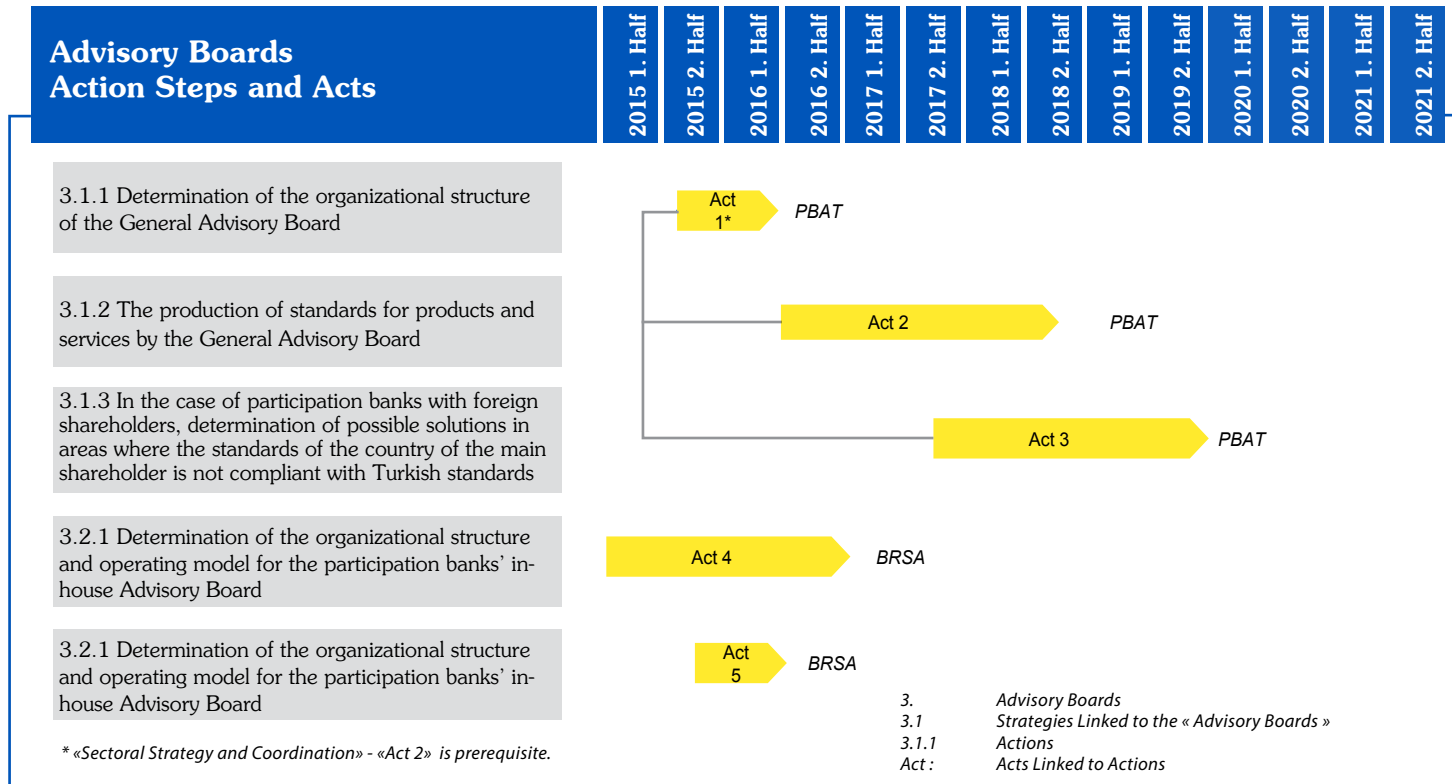 Advisory Boards
Action Steps and Acts
2015 1. Half
2015 2. Half
2016 1. Half
2016 2. Half
2017 1. Half
2017 2. Half
2018 1. Half
2018 2. Half
2019 1. Half
2019 2. Half
2020 1. Half
2020 2. Half
2021 1. Half
2021 2. Half
3.1.1 Determination of the organizational structure
of the General Advisory Board
Act
1*
PBAT
3.1.2 The production of standards for products and
services by the General Advisory Board
Act 2
PBAT
3.1.3 In the case of participation banks with foreign
shareholders, determination of possible solutions in
areas where the standards of the country of the main
shareholder is not compliant with Turkish standards
Act 3
PBAT
3.2.1 Determination of the organizational structure
and operating model for the participation banks’ in-
house Advisory Board
Act 4
BRSA
3.2.1 Determination of the organizational structure
and operating model for the participation banks’ in-
house Advisory Board
Act
5
BRSA
* «Sectoral Strategy and Coordination» - «Act 2» is prerequisite.
3. Advisory Boards
3.1 Strategies Linked to the « Advisory Boards »
3.1.1 Actions
Act : Acts Linked to Actions